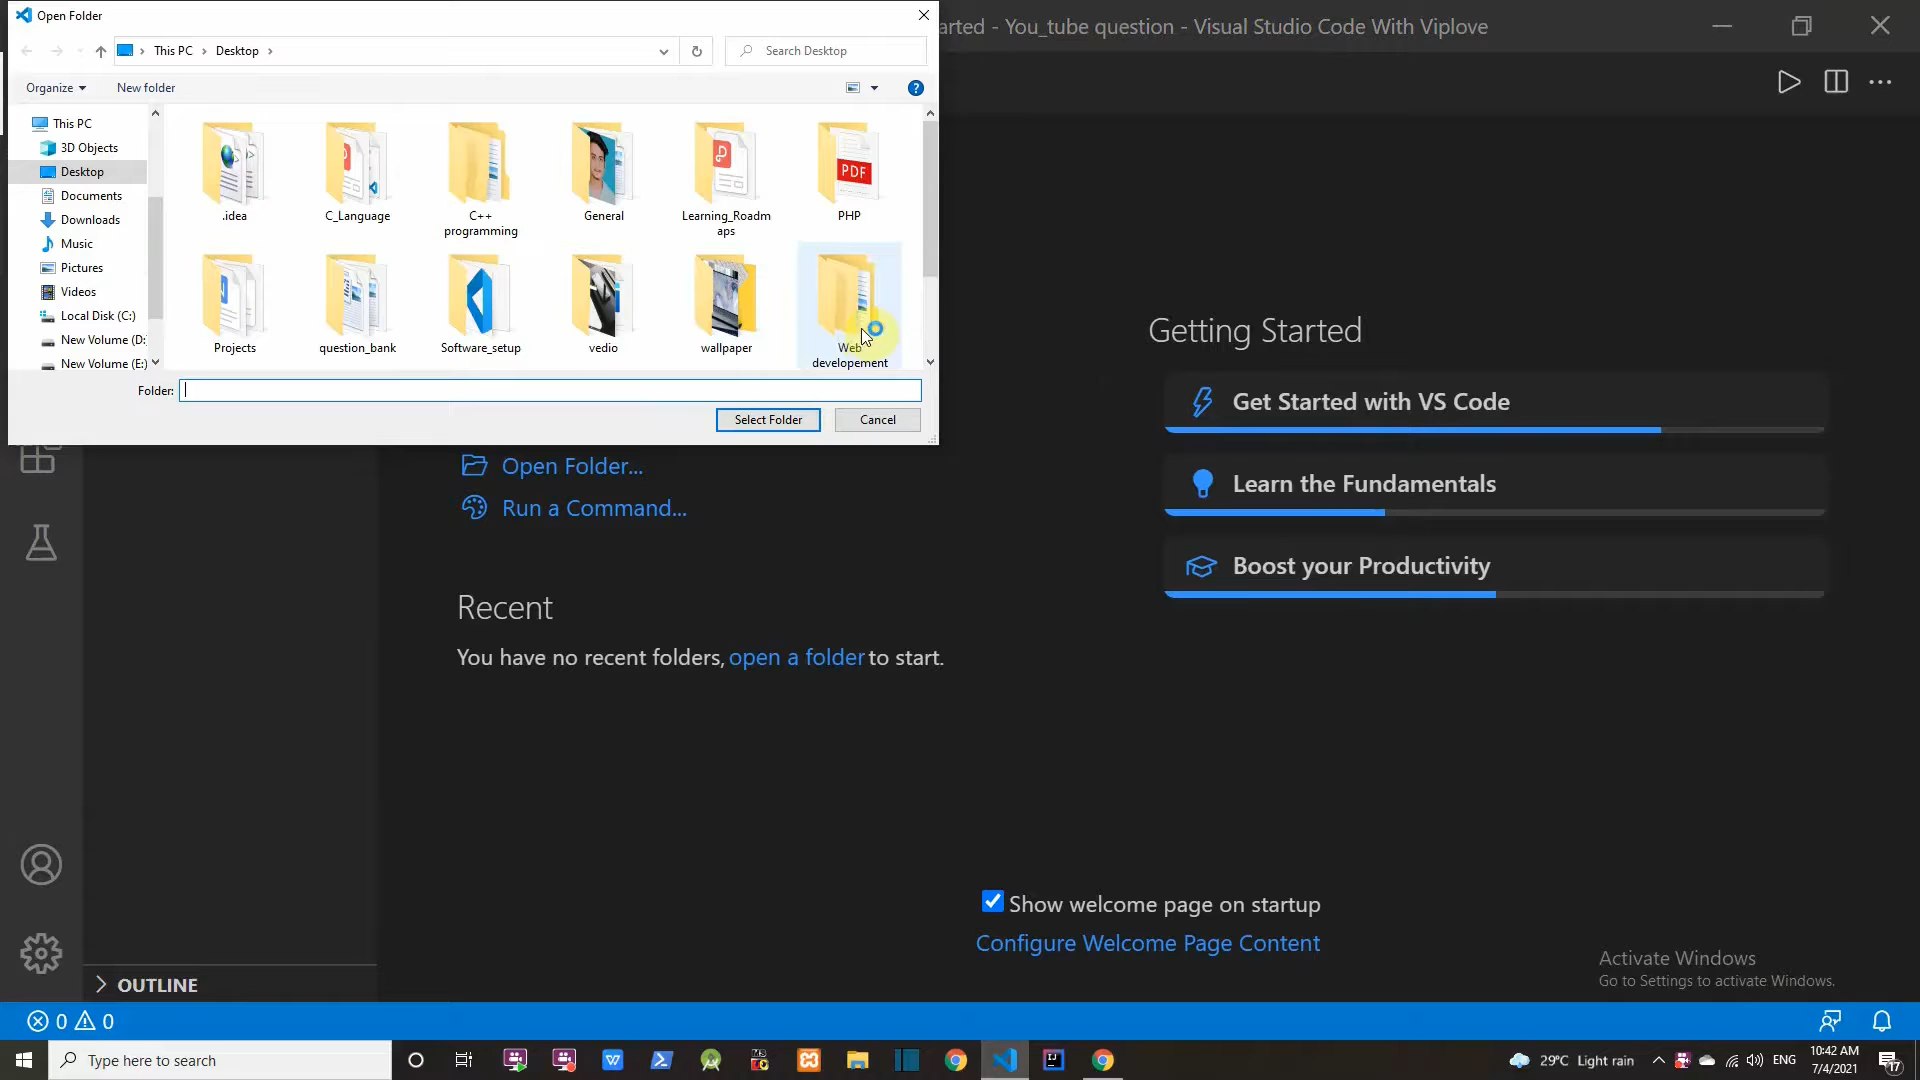 Open Folder
arted - You_tube question - Visual Studio Code With Viplove
This PC > Desktop >
Search Desktop
Organize
New folder
This PC
3D Objects
Desktop
Documents
Downloads
Music
Pictures
Videos
Local Disk (C:)
New Volume (D:
New Volume (E:)
.idea
C_Language
C++
programming
General
Learning_Roadm
aps
PHP
PDF
Projects
question_bank
Software_setup
vedio
wallpaper
Web
developement
Folder:
Select Folder
Cancel
Open Folder...
Run a Command...
Recent
You have no recent folders, open a folder to start.
Getting Started
Get Started with VS Code
Learn the Fundamentals
Boost your Productivity
Show welcome page on startup
Configure Welcome Page Content
Activate Windows
Go to Settings to activate Windows.
OUTLINE
0 0
Type here to search
29°C Light rain
ENG
10:42 AM
7/4/2021
17